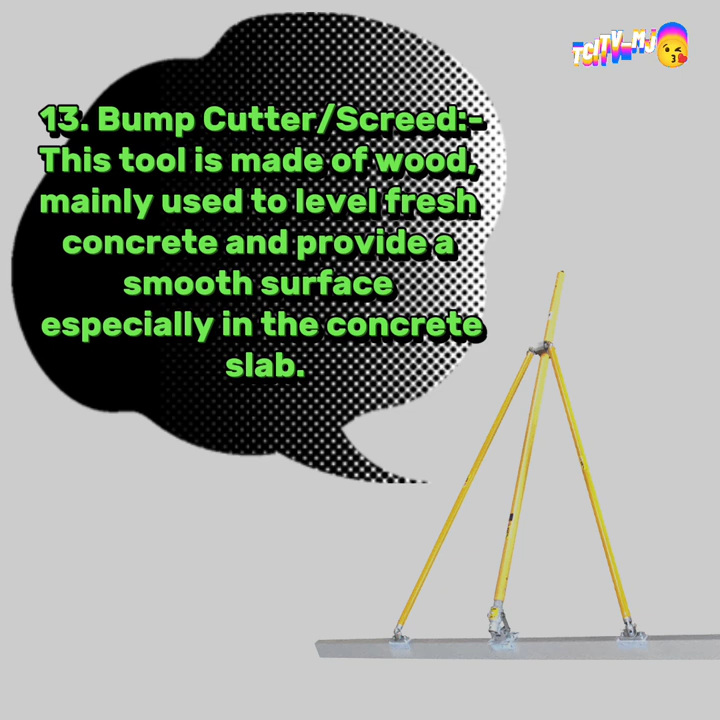 TCITY_MJ
13. Bump Cutter/Screed:-
This tool is made of wood,
mainly used to level fresh
concrete and provide a
smooth surface
especially in the concrete
slab.